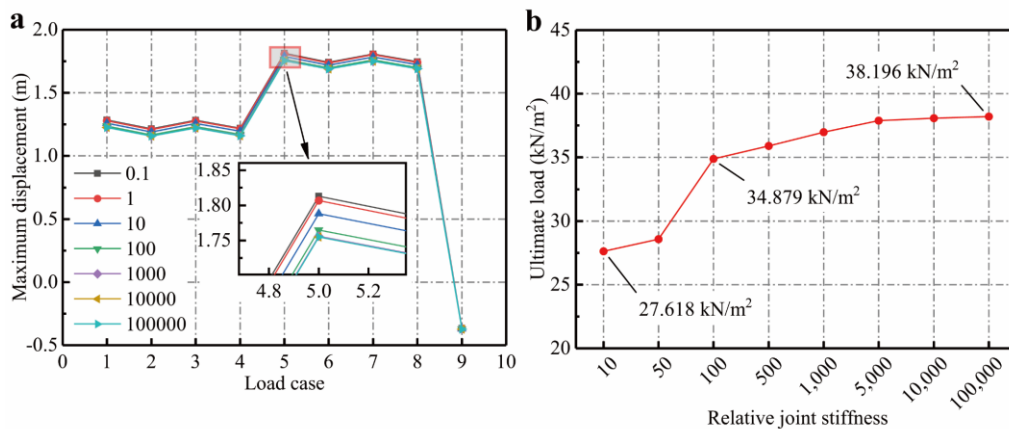 a
Maximum displacement (m)
2.0
1.5
1.0
0.5
0.0
-0.5
0 1 2 3 4 5 6 7 8 9 10
Load case
0.1
1
10
100
1000
10000
100000
1.85
1.80
1.75
4.8 5.0 5.2
b
Ultimate load (kN/m²)
45
40
35
30
25
20
38.196 kN/m²
34.879 kN/m²
27.618 kN/m²
10 50 100 500 1,000 5,000 10,000 100,000
Relative joint stiffness